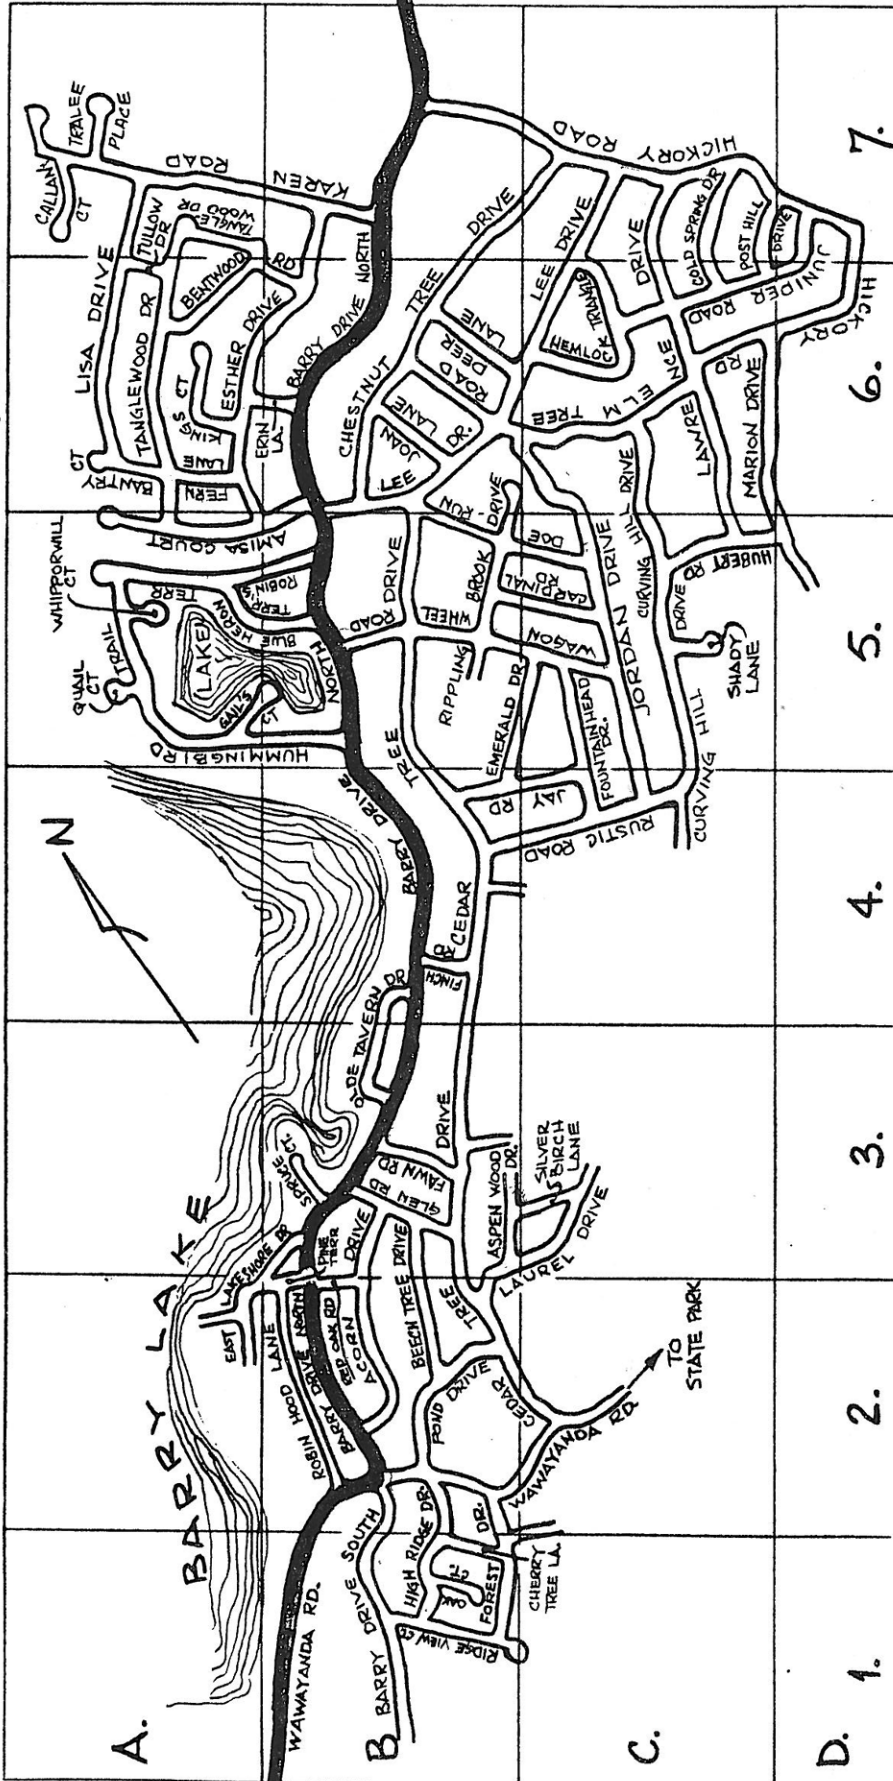 A.
B
C.
D.
1.
2.
3.
4.
5.
6.
7.
N
BARRY LAKE
WAWAYANDA RD.
BARRY DRIVE SOUTH
HIGH RIDGE DR.
OAK CT.
FOREST DR.
RIDGE VIEW CT.
CHERRY TREE LA.
WAWAYANDA RD.
TO STATE PARK
EAST LAKESHORE DR
ROBIN HOOD LANE
BARRY DRIVE NORTH
RED OAK RD
ACORN DRIVE
PINE TERR
BEECH TREE DRIVE
POND DRIVE
CEDAR TREE DRIVE
SPRUCE CT.
GLEN RD
FAWN RD
ASPEN WOOD DR.
SILVER BIRCH LANE
LAUREL DRIVE
OLDE TAVERN DR
FINCH RD
CEDAR TREE DRIVE
BARRY DRIVE
BARRY DRIVE NORTH
RUSTIC ROAD
JAY RD
EMERALD DR.
FOUNTAINHEAD DR.
JORDAN DRIVE
CURVING HILL DRIVE
CURVING HILL DRIVE
SHADY LANE
HUBERT RD
WAGON WHEEL ROAD
RIPPLING BROOK DRIVE
CARDINAL RD
DOE RUN
HUMMINGBIRD TRAIL
QUAIL CT
WHIPPORWILL CT
GAIL'S CT
LAKE
BLUE HERON TERR
ROBIN'S TERR
AMISA COURT
BANTRY CT
FERN LANE
KING'S CT
ERIN LA.
ESTHER DRIVE
TANGLEWOOD DR
LISA DRIVE
BENTWOOD RD
TULLOW DR
TANGLEWOOD DR
KAREN ROAD
CALLAN CT
TRALEE PLACE
BARRY DRIVE NORTH
CHESTNUT TREE DRIVE
JOAN LANE
LEE DR.
DEER ROAD
LANE
LEE DRIVE
HEMLOCK
ELM TREE DRIVE
LAWRENCE RD
MARION DRIVE
JUNIPER ROAD
COLD SPRING DR
POST HILL DRIVE
HICKORY ROAD
HICKORY